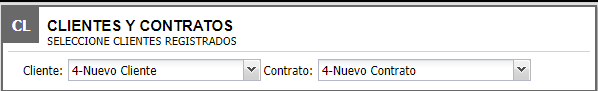 CL CLIENTES Y CONTRATOS
SELECCIONE CLIENTES REGISTRADOS
Cliente: 4-Nuevo Cliente Contrato: 4-Nuevo Contrato